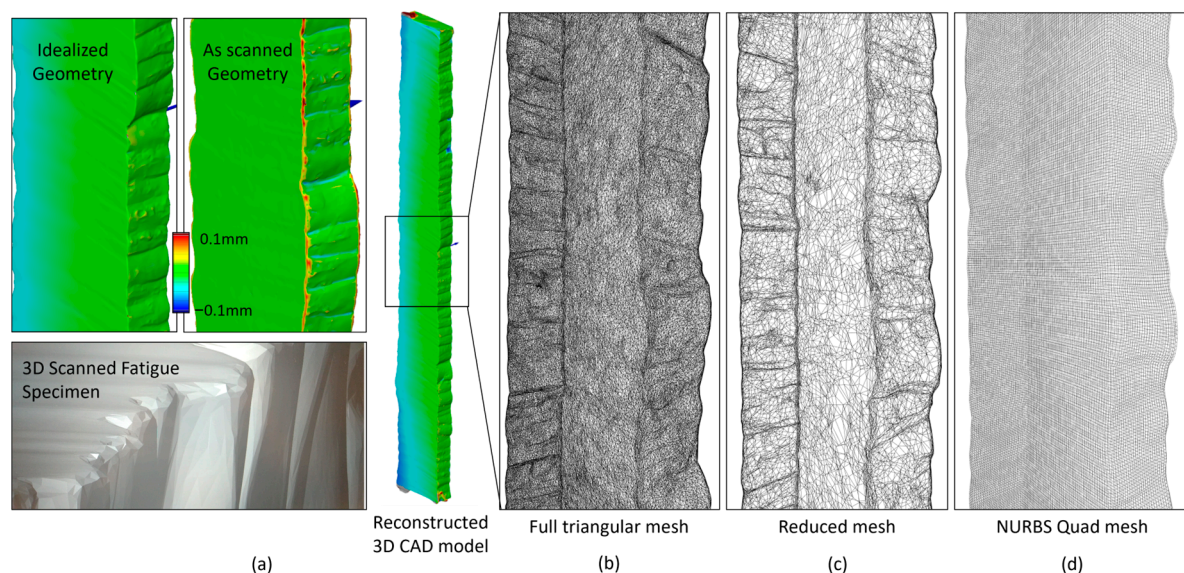 Idealized
Geometry
As scanned
Geometry
0.1mm
−0.1mm
3D Scanned Fatigue
Specimen
Reconstructed
3D CAD model
Full triangular mesh
Reduced mesh
NURBS Quad mesh
(a)
(b)
(c)
(d)